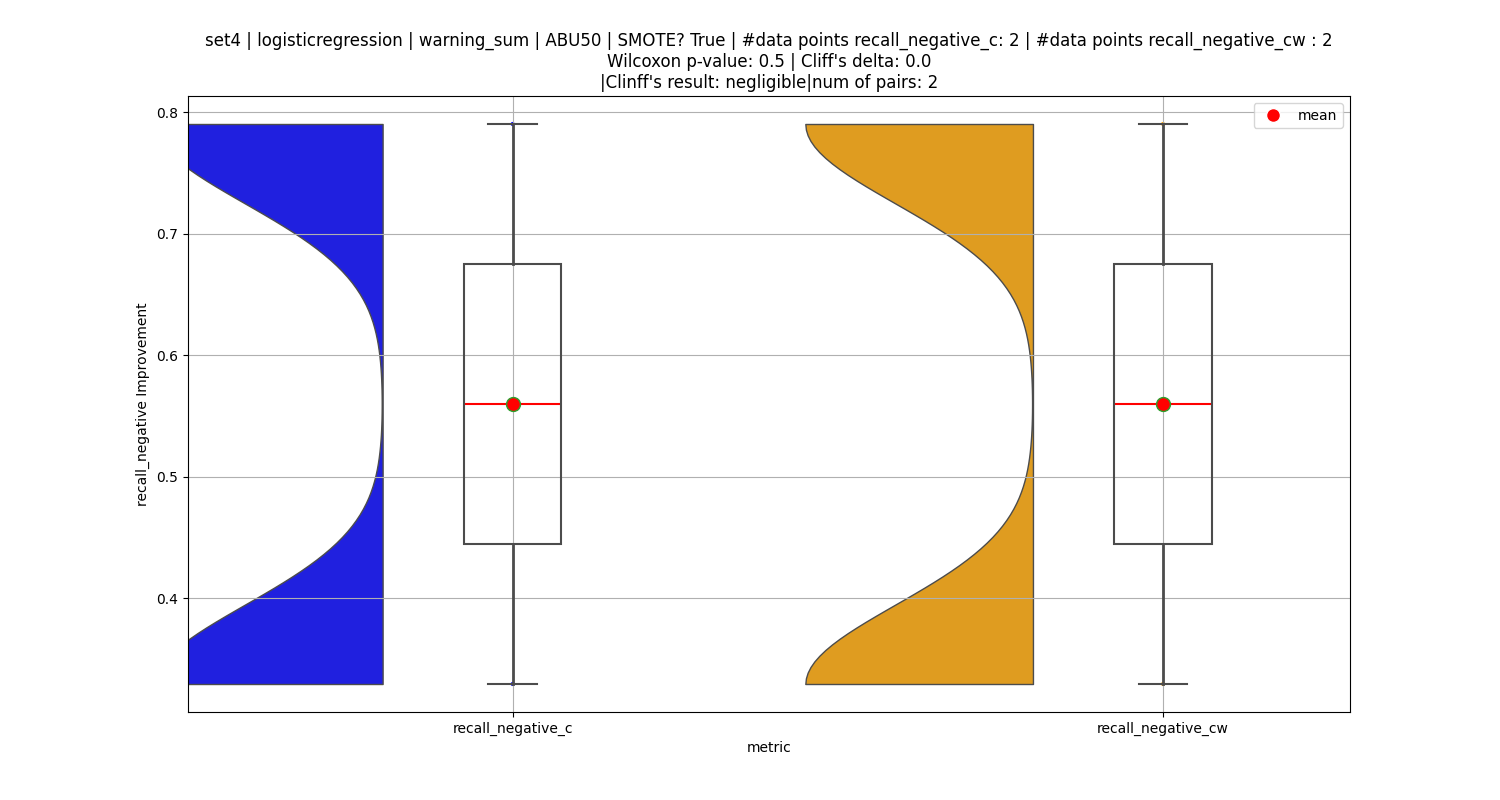 set4 | logisticregression | warning_sum | ABU50 | SMOTE? True | #data points recall_negative_c: 2 | #data points recall_negative_cw : 2
Wilcoxon p-value: 0.5 | Cliff's delta: 0.0
|Clinff's result: negligible|num of pairs: 2
mean
0.8
0.7
0.6
0.5
0.4
recall_negative Improvement
recall_negative_c
recall_negative_cw
metric